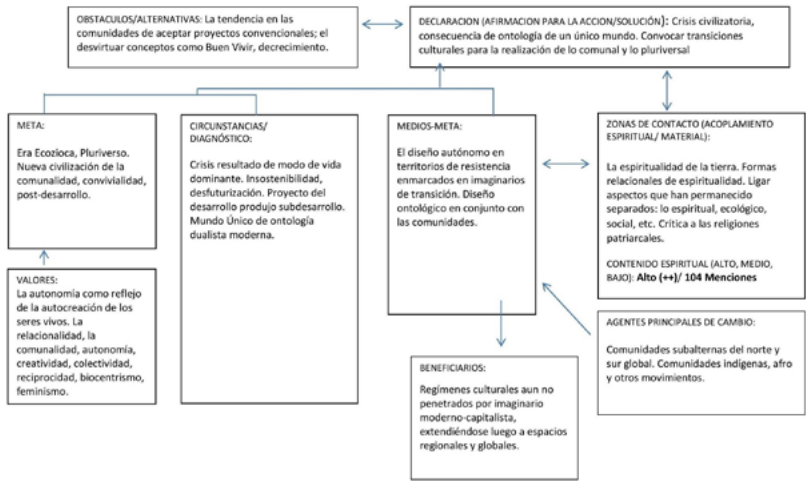 OBSTACULOS/ALTERNATIVAS: La tendencia en las
comunidades de aceptar proyectos convencionales; el
desvirtuar conceptos como Buen Vivir, decrecimiento.
DECLARACION (AFIRMACION PARA LA ACCION/SOLUCIÓN): Crisis civilizatoria,
consecuencia de ontología de un único mundo. Convocar transiciones
culturales para la realización de lo comunal y lo pluriversal
META:
Era Ecozioca, Pluriverso.
Nueva civilización de la
comunalidad, convivialidad,
post-desarrollo.
CIRCUNSTANCIAS/
DIAGNÓSTICO:
Crisis resultado de modo de vida
dominante. Insostenibilidad,
desfuturización. Proyecto del
desarrollo produjo subdesarrollo.
Mundo Único de ontología
dualista moderna.
MEDIOS-META:
El diseño autónomo en
territorios de resistencia
enmarcados en imaginarios
de transición. Diseño
ontológico en conjunto con
las comunidades.
ZONAS DE CONTACTO (ACOPLAMIENTO
ESPIRITUAL/ MATERIAL):
La espiritualidad de la tierra. Formas
relacionales de espiritualidad. Ligar
aspectos que han permanecido
separados: lo espiritual, ecológico,
social, etc. Critica a las religiones
patriarcales.
CONTENIDO ESPIRITUAL (ALTO, MEDIO,
BAJO): Alto (++)/ 104 Menciones
VALORES:
La autonomía como reflejo
de la autocreación de los
seres vivos. La
relacionalidad, la
comunalidad, autonomía,
creatividad, colectividad,
reciprocidad, biocentrismo,
feminismo.
AGENTES PRINCIPALES DE CAMBIO:
Comunidades subalternas del norte y
sur global. Comunidades indígenas, afro
y otros movimientos.
BENEFICIARIOS:
Regímenes culturales aun no
penetrados por imaginario
moderno-capitalista,
extendiéndose luego a espacios
regionales y globales.